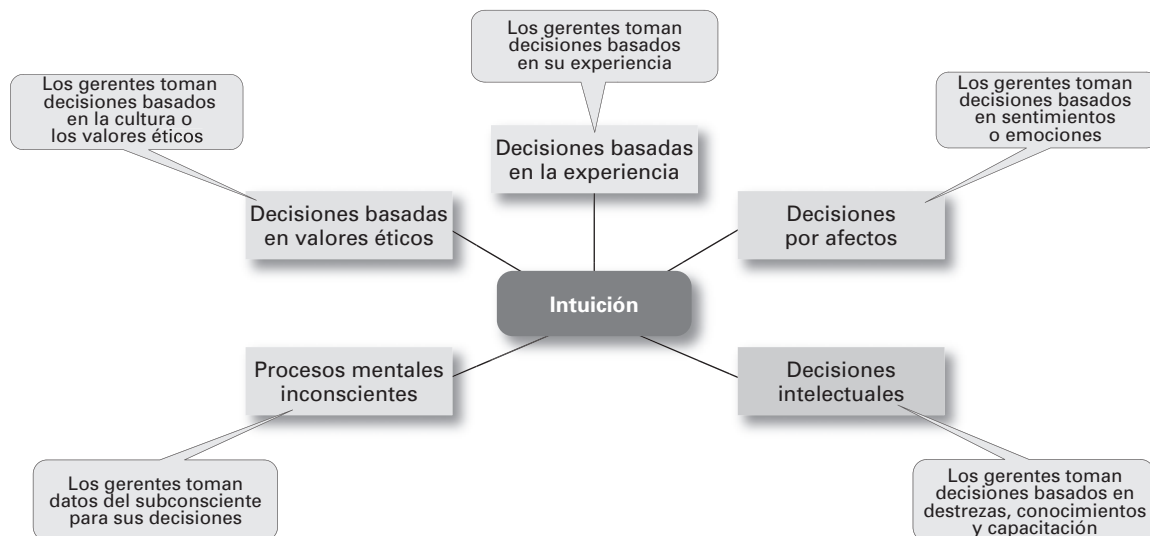 Los gerentes toman
decisiones basados
en su experiencia
Los gerentes toman
decisiones basados
en la cultura o
los valores éticos
Los gerentes toman
decisiones basados
en sentimientos
o emociones
Decisiones basadas
en la experiencia
Decisiones basadas
en valores éticos
Decisiones
por afectos
Intuición
Procesos mentales
inconscientes
Decisiones
intelectuales
Los gerentes toman
datos del subconsciente
para sus decisiones
Los gerentes toman
decisiones basados en
destrezas, conocimientos
y capacitación